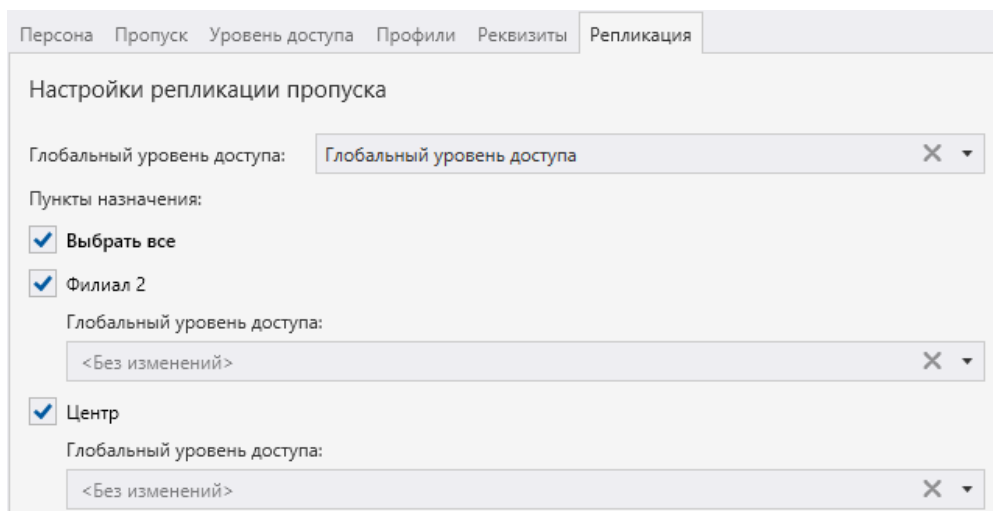 Персона Пропуск Уровень доступа Профили Реквизиты Репликация
Настройки репликации пропуска
Глобальный уровень доступа: Глобальный уровень доступа
Пункты назначения:
Выбрать все
Филиал 2
Глобальный уровень доступа:
<Без изменений>
Центр
Глобальный уровень доступа:
<Без изменений>